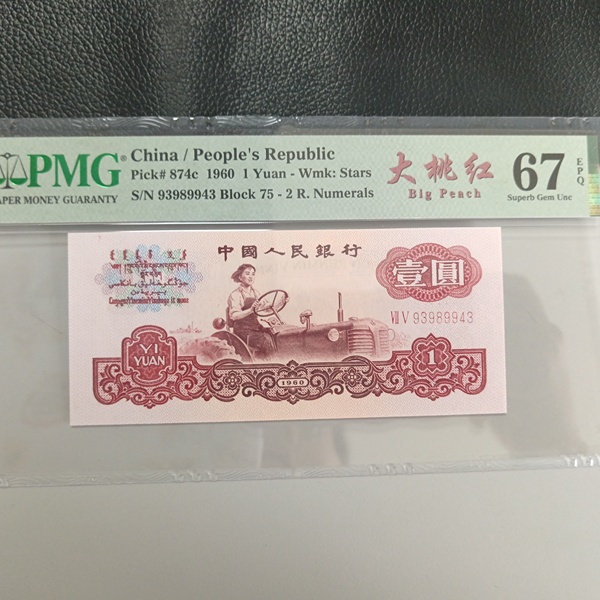 PMG
PAPER MONEY GUARANTY
China / People's Republic
Pick# 874c 1960 1 Yuan - Wmk: Stars
S/N 93989943 Block 75 - 2 R. Numerals
大桃红
Big Peach
67 EPQ
Superb Gem Unc
中國人民銀行
壹圓
VII V 93989943
YI
YUAN
1960
1